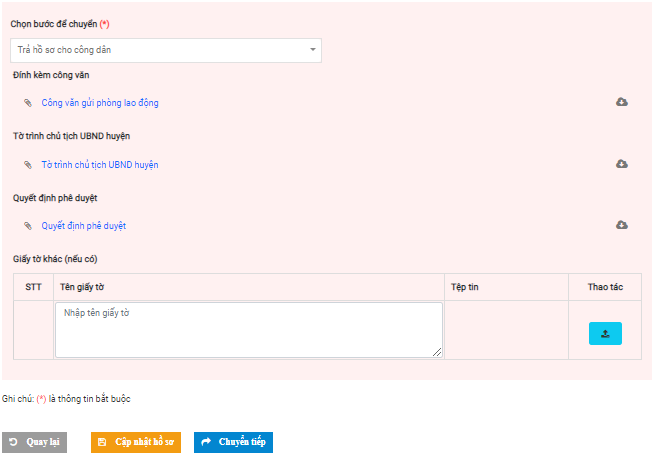 Chọn bước để chuyển (*)
Trả hồ sơ cho công dân
Đính kèm công văn
Công văn gửi phòng lao động
Tờ trình chủ tịch UBND huyện
Tờ trình chủ tịch UBND huyện
Quyết định phê duyệt
Quyết định phê duyệt
Giấy tờ khác (nếu có)
STT Tên giấy tờ Tệp tin Thao tác
Nhập tên giấy tờ
Ghi chú: (*) là thông tin bắt buộc
Quay lại Cập nhật hồ sơ Chuyển tiếp